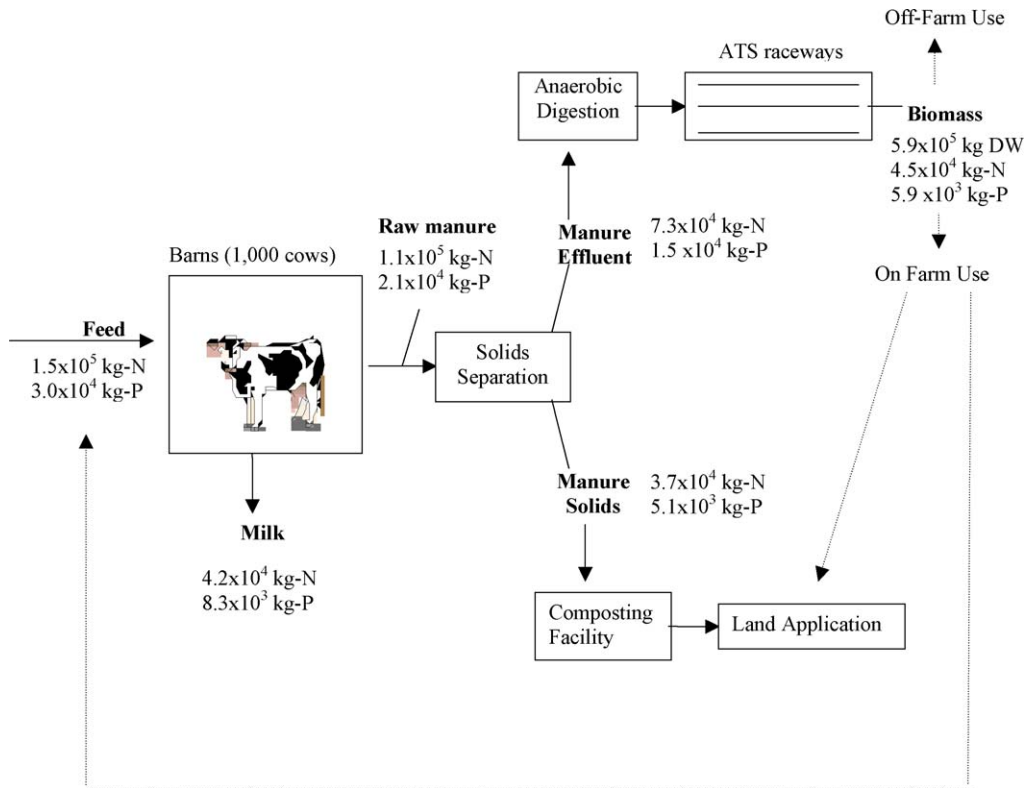 Off-Farm Use
ATS raceways
Anaerobic
Digestion
Biomass
5.9x10⁵ kg DW
4.5x10⁴ kg-N
5.9 x10³ kg-P
Raw manure
1.1x10⁵ kg-N
2.1x10⁴ kg-P
Manure
Effluent
7.3x10⁴ kg-N
1.5 x10⁴ kg-P
Barns (1,000 cows)
On Farm Use
Feed
1.5x10⁵ kg-N
3.0x10⁴ kg-P
Solids
Separation
Manure
Solids
3.7x10⁴ kg-N
5.1x10³ kg-P
Milk
4.2x10⁴ kg-N
8.3x10³ kg-P
Composting
Facility
Land Application